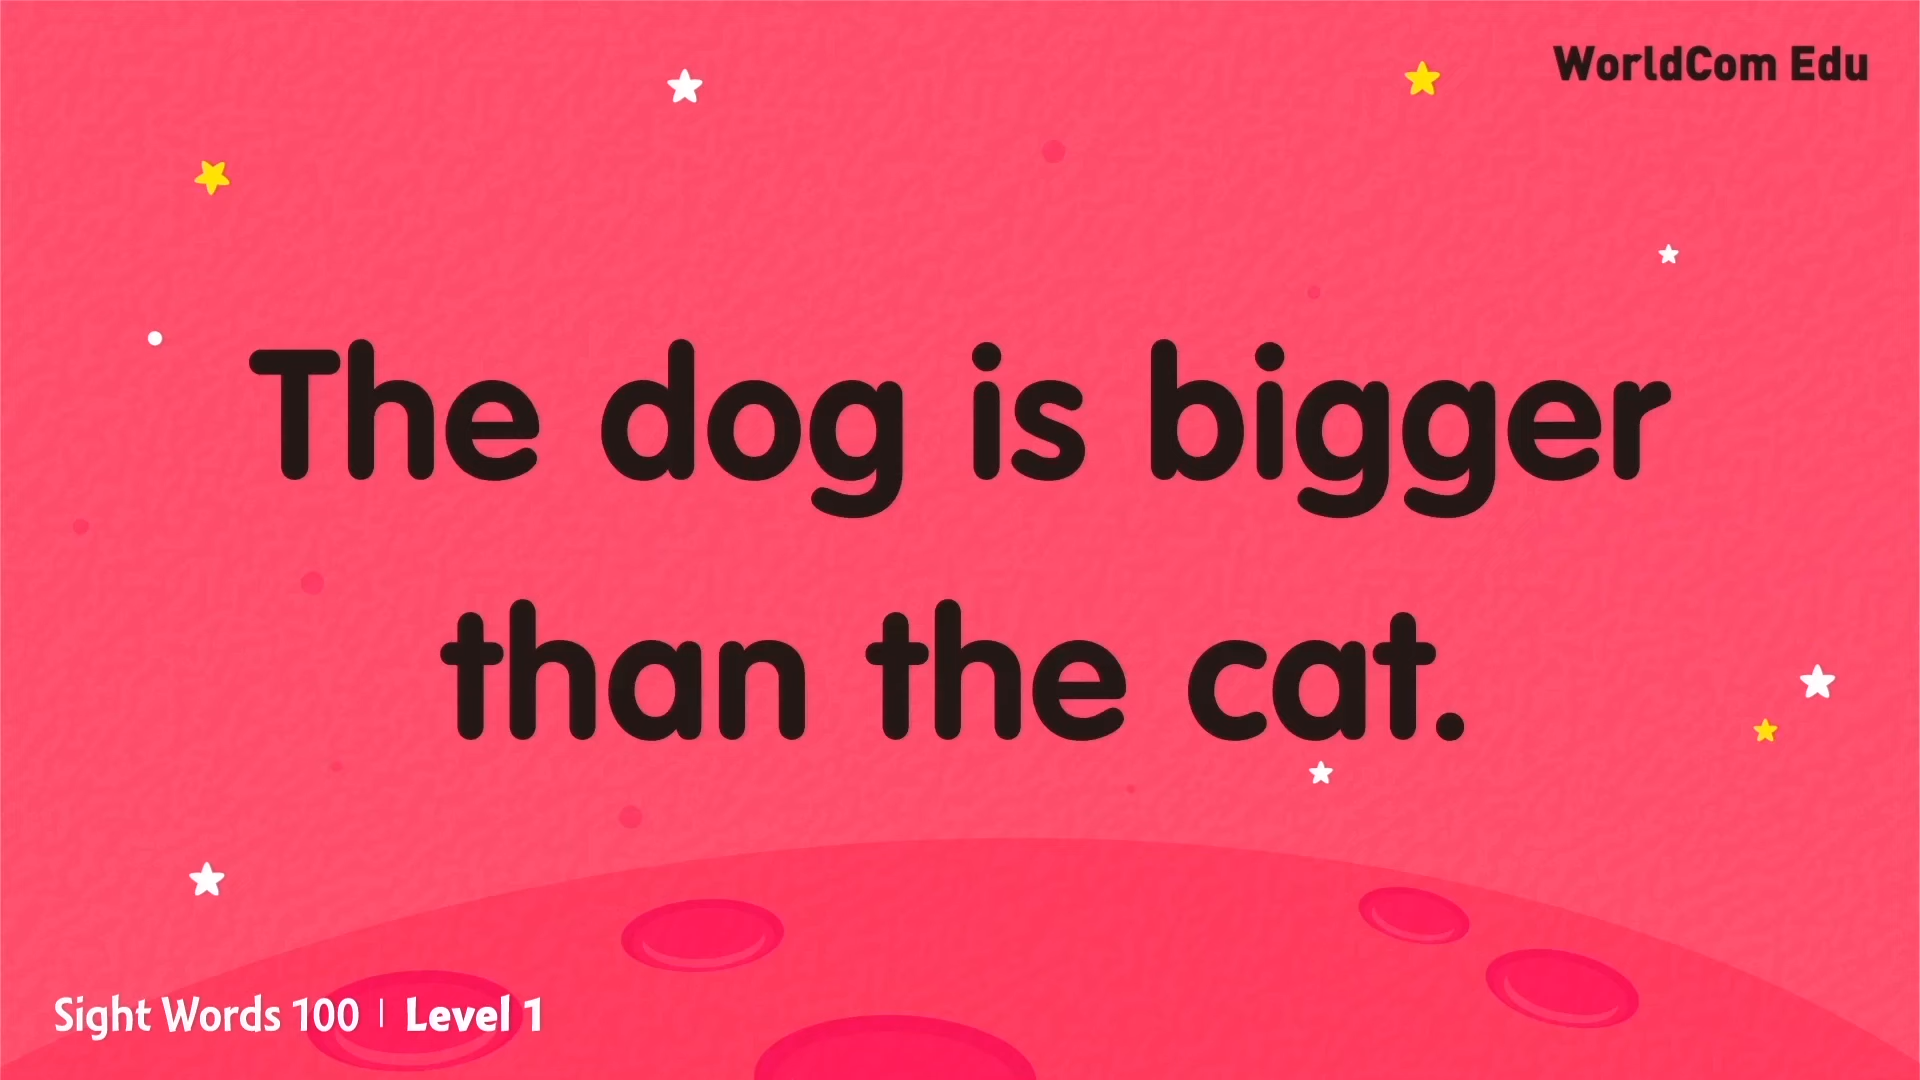 WorldCom Edu
The dog is bigger
than the cat.
Sight Words 100 | Level 1